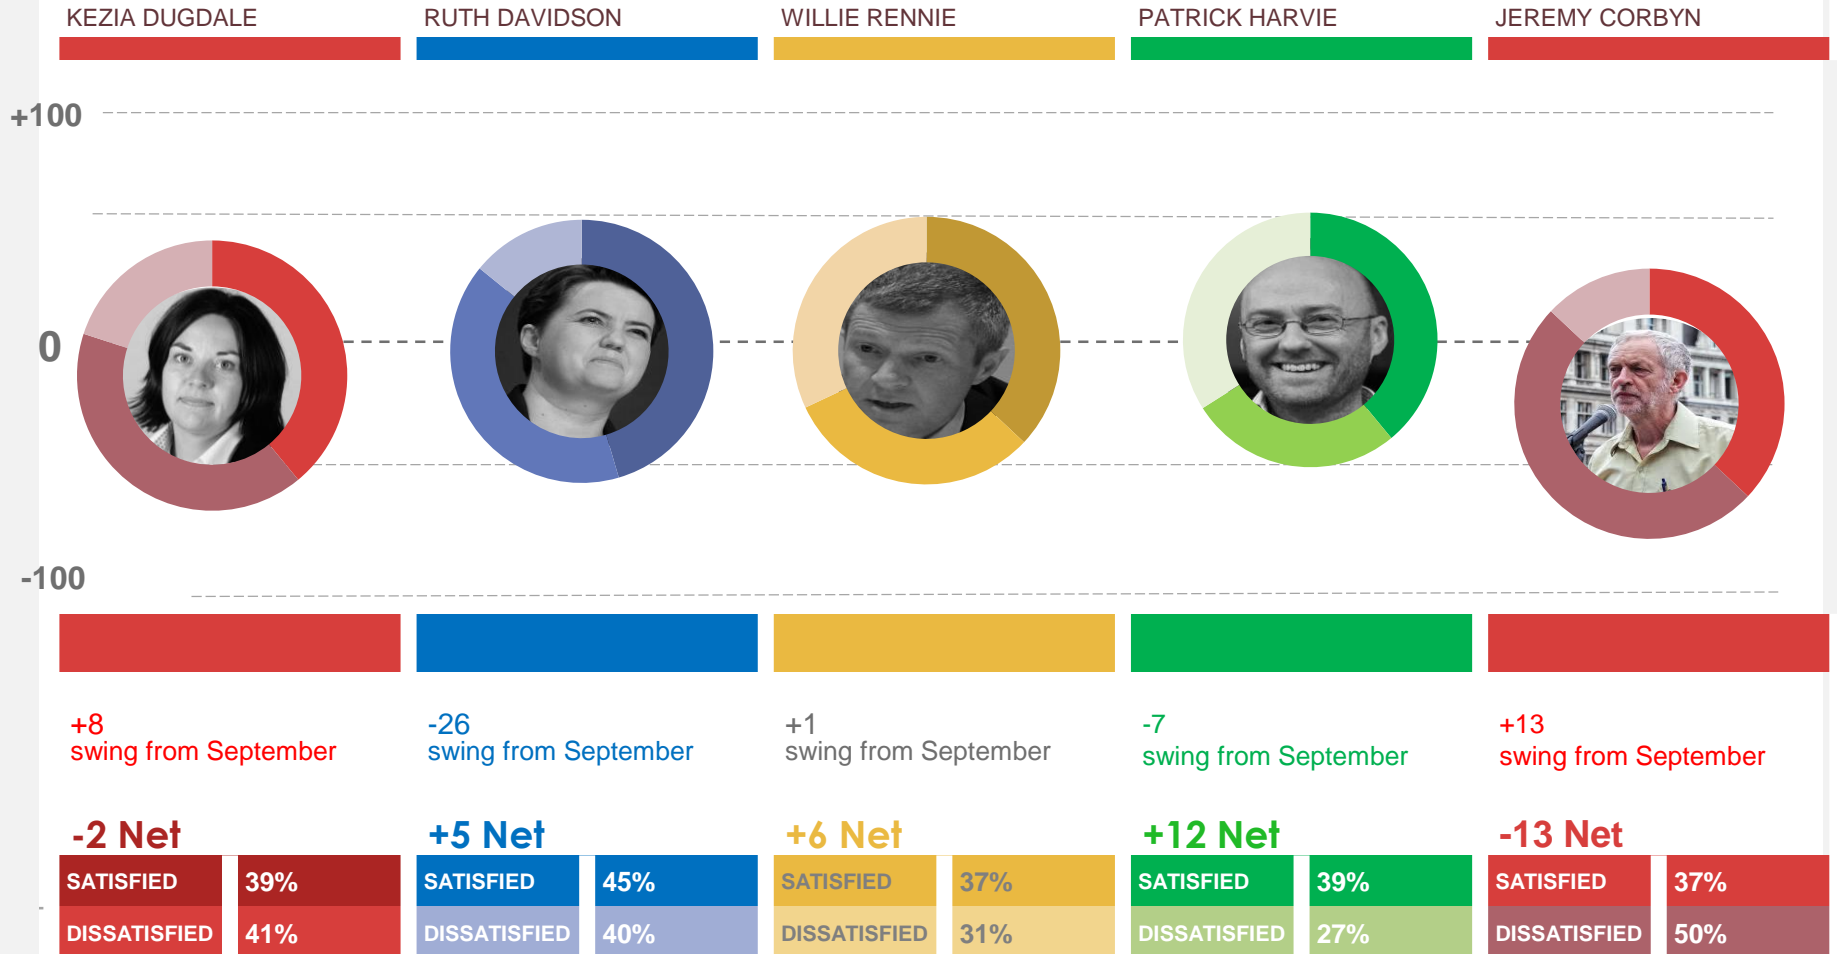 KEZIA DUGDALE
RUTH DAVIDSON
WILLIE RENNIE
PATRICK HARVIE
JEREMY CORBYN
+100
0
-100
+8
swing from September
-26
swing from September
+1
swing from September
-7
swing from September
+13
swing from September
-2 Net
+5 Net
+6 Net
+12 Net
-13 Net
SATISFIED 39%
SATISFIED 45%
SATISFIED 37%
SATISFIED 39%
SATISFIED 37%
DISSATISFIED 41%
DISSATISFIED 40%
DISSATISFIED 31%
DISSATISFIED 27%
DISSATISFIED 50%